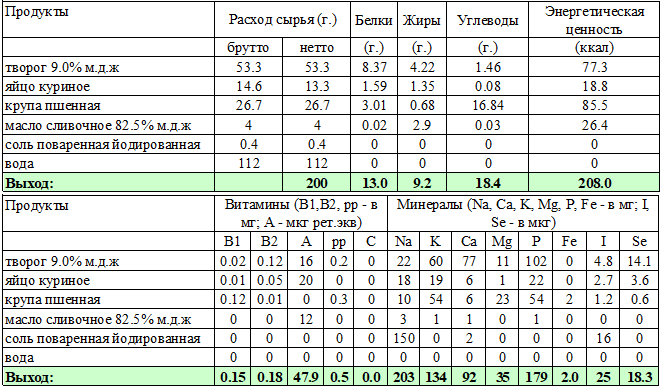 Продукты Расход сырья (г.) Белки Жиры Углеводы Энергетическая ценность
брутто нетто (г.) (г.) (г.) (ккал)
творог 9.0% м.д.ж 53.3 53.3 8.37 4.22 1.46 77.3
яйцо куриное 14.6 13.3 1.59 1.35 0.08 18.8
крупа пшенная 26.7 26.7 3.01 0.68 16.84 85.5
масло сливочное 82.5% м.д.ж 4 4 0.02 2.9 0.03 26.4
соль поваренная йодированная 0.4 0.4 0 0 0 0
вода 112 112 0 0 0 0
Выход: 200 13.0 9.2 18.4 208.0
Продукты Витамины (В1,В2, рр - в мг; А - мкг рет.экв) Минералы (Na, Ca, K, Mg, P, Fe - в мг; I, Se - в мкг)
В1 В2 А рр С Na K Ca Mg P Fe I Se
творог 9.0% м.д.ж 0.02 0.12 16 0.2 0 22 60 77 11 102 0 4.8 14.1
яйцо куриное 0.01 0.05 20 0 0 18 19 6 1 22 0 2.7 3.6
крупа пшенная 0.12 0.01 0 0.3 0 10 54 6 23 54 2 1.2 0.6
масло сливочное 82.5% м.д.ж 0 0 12 0 0 3 1 1 0 1 0 0 0
соль поваренная йодированная 0 0 0 0 0 150 0 2 0 0 0 16 0
вода 0 0 0 0 0 0 0 0 0 0 0 0 0
Выход: 0.15 0.18 47.9 0.5 0.0 203 134 92 35 179 2.0 25 18.3